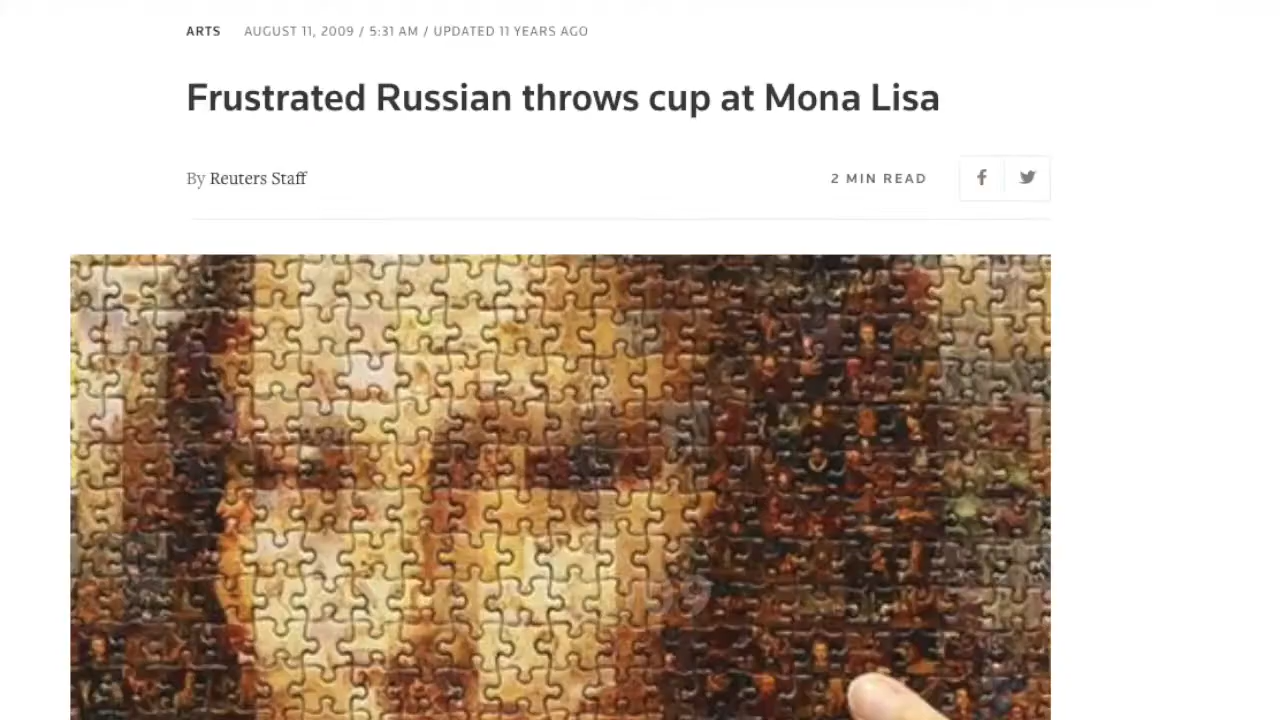 ARTS AUGUST 11, 2009 / 5:31 AM / UPDATED 11 YEARS AGO
Frustrated Russian throws cup at Mona Lisa
By Reuters Staff 2 MIN READ